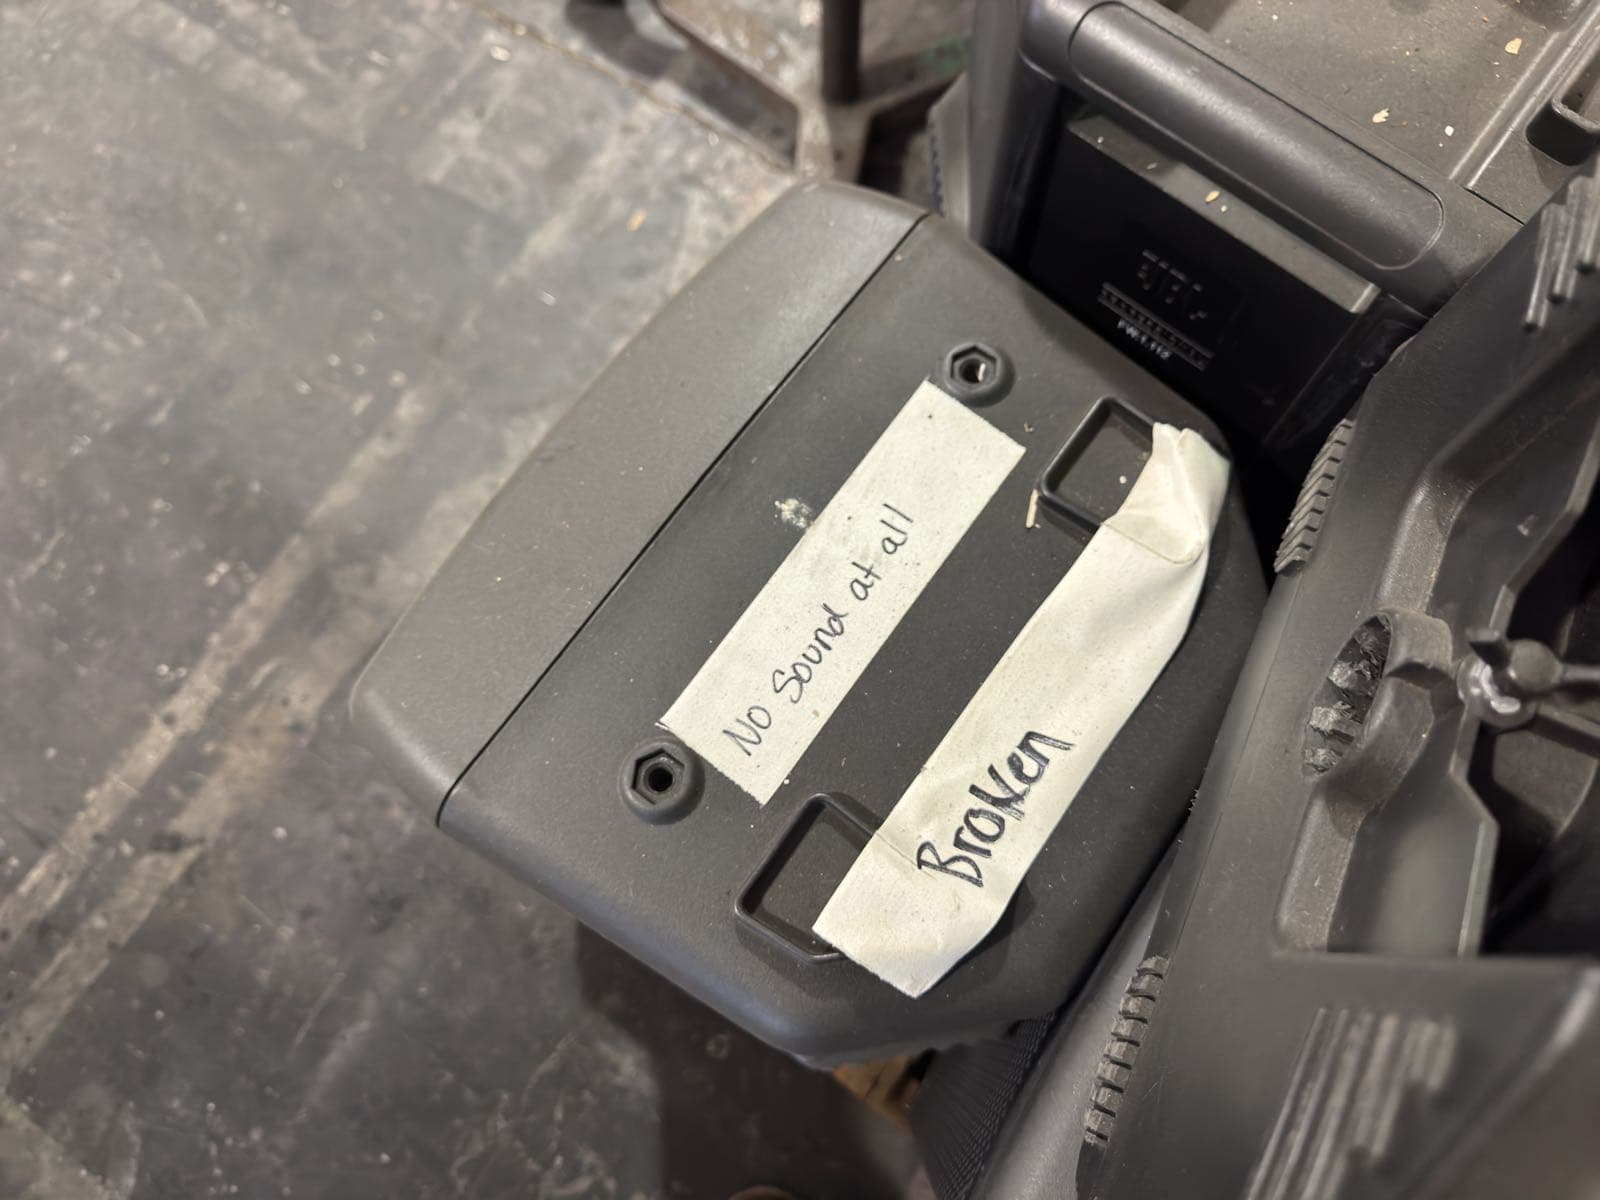 No Sound at all
Broken